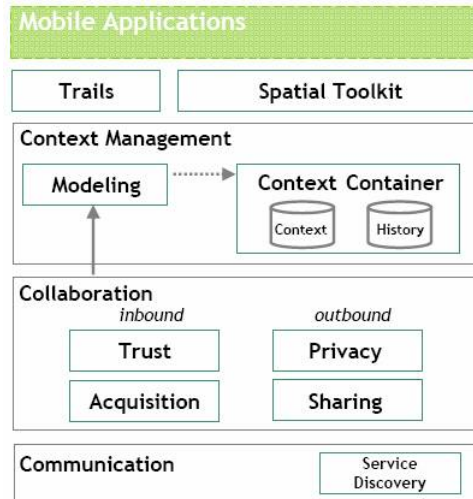 Mobile Applications
Trails
Spatial Toolkit
Context Management
Modeling
Context Container
Context
History
Collaboration
inbound
outbound
Trust
Privacy
Acquisition
Sharing
Communication
Service
Discovery